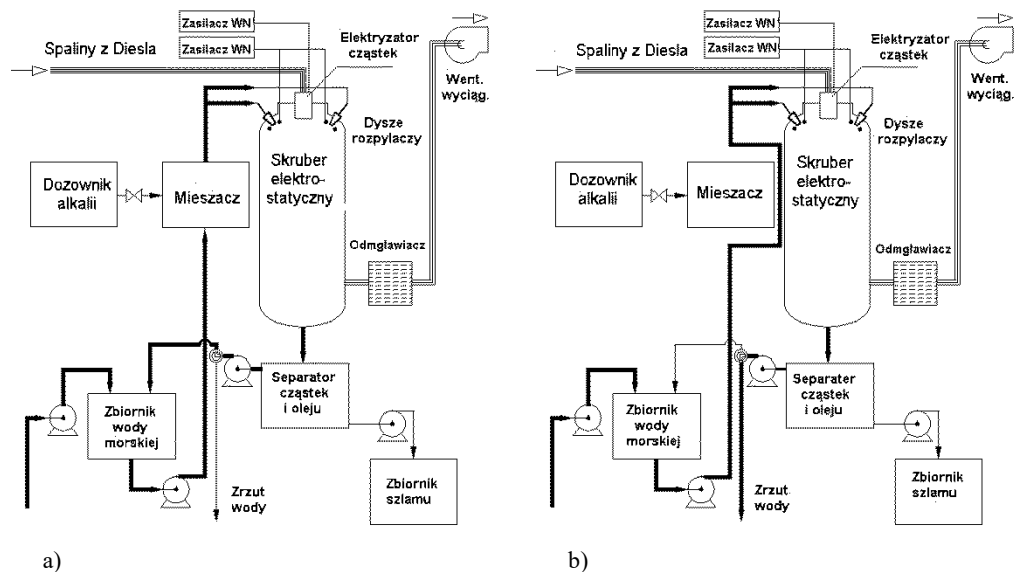 Zasilacz WN
Zasilacz WN
Spaliny z Diesla
Elektryzator
cząstek
Went.
wyciąg.
Dysze
rozpylaczy
Skruber
elektro-
statyczny
Dozownik
alkalii
Mieszacz
Odmgławiacz
Separator
cząstek
i oleju
Zbiornik
wody
morskiej
Zbiornik
szlamu
Zrzut
wody
a)
Zasilacz WN
Zasilacz WN
Spaliny z Diesla
Elektryzator
cząstek
Went.
wyciąg.
Dysze
rozpylaczy
Skruber
elektro-
statyczny
Dozownik
alkalii
Mieszacz
Odmgławiacz
Separater
cząstek
i oleju
Zbiornik
wody
morskiej
Zbiornik
szlamu
Zrzut
wody
b)